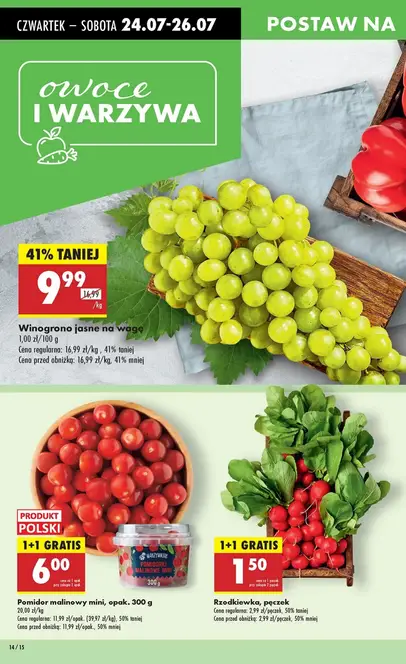 CZWARTEK – SOBOTA 24.07-26.07
POSTAW NA
owoce
I WARZYWA
41% TANIEJ
9.99
16,99
/kg
Winogrono jasne na wagę
1,00 zł/100 g
Cena regularna: 16,99 zł/kg, 41% taniej
Cena przed obniżką: 16,99 zł/kg, 41% mniej
PRODUKT
POLSKI
1+1 GRATIS
6.00
WARZYWNIAK
POMIDORKI
MALINOWE MINI
300 g
Pomidor malinowy mini, opak. 300 g
20,00 zł/kg
Cena regularna: 11,99 zł/opak. (39,97 zł/kg), 50% taniej
Cena przed obniżką: 11,99 zł/opak., 50% mniej
1+1 GRATIS
1.50
Rzodkiewka, pęczek
Cena regularna: 2,99 zł/pęczek, 50% taniej
Cena przed obniżką: 2,99 zł/pęczek, 50% mniej
14 / 15